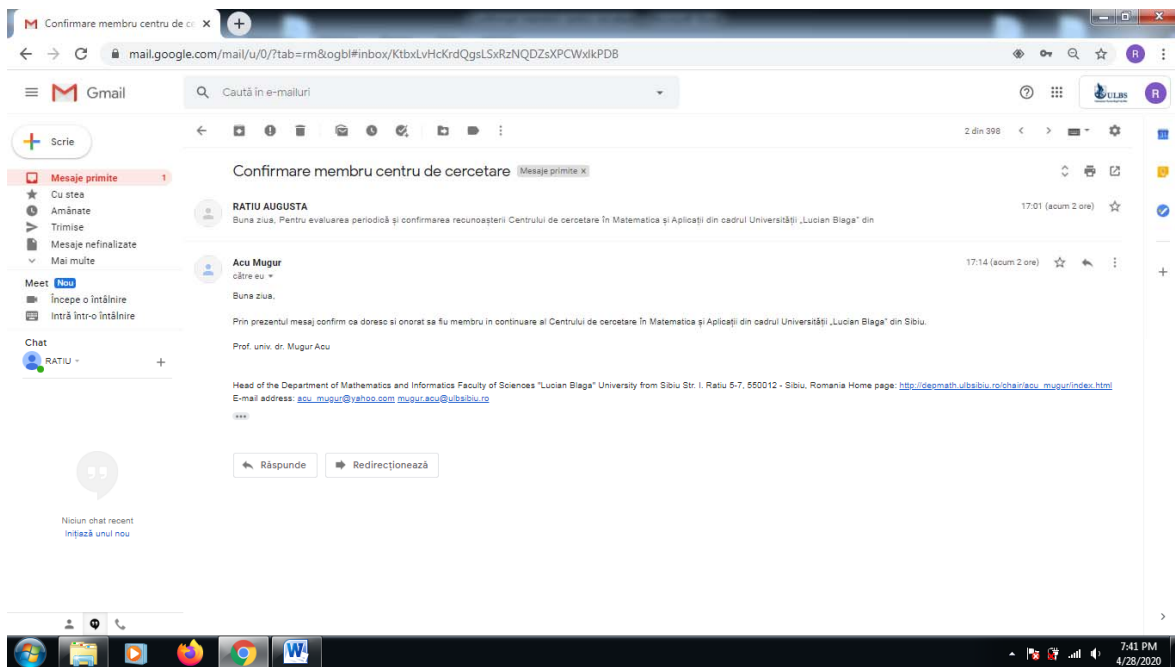 Confirmare membru centru de ce
mail.google.com/mail/u/0/?tab=rm&ogbl#inbox/KtbxLvHcKrdQgsLSxRzNQDZsXPCWxlkPDB
R
Gmail
Caută în e-mailuri
ULBS
R
Scrie
2 din 398
Mesaje primite 1
Cu stea
Amânate
Trimise
Mesaje nefinalizate
Mai multe
Meet Nou
Începe o întâlnire
Intră într-o întâlnire
Chat
RATIU
Niciun chat recent
Inițiază unul nou
Confirmare membru centru de cercetare Mesaje primite x
RATIU AUGUSTA 17:01 (acum 2 ore)
Buna ziua, Pentru evaluarea periodică și confirmarea recunoașterii Centrului de cercetare în Matematica și Aplicații din cadrul Universității „Lucian Blaga" din
Acu Mugur 17:14 (acum 2 ore)
către eu
Buna ziua,
Prin prezentul mesaj confirm ca doresc si onorat sa fiu membru in continuare al Centrului de cercetare în Matematica și Aplicații din cadrul Universității „Lucian Blaga" din Sibiu.
Prof. univ. dr. Mugur Acu
Head of the Department of Mathematics and Informatics Faculty of Sciences "Lucian Blaga" University from Sibiu Str. I. Ratiu 5-7, 550012 - Sibiu, Romania Home page: http://depmath.ulbsibiu.ro/chair/acu_mugur/index.html
E-mail address: acu_mugur@yahoo.com mugur.acu@ulbsibiu.ro
Răspunde Redirecționează
7:41 PM
4/28/2020